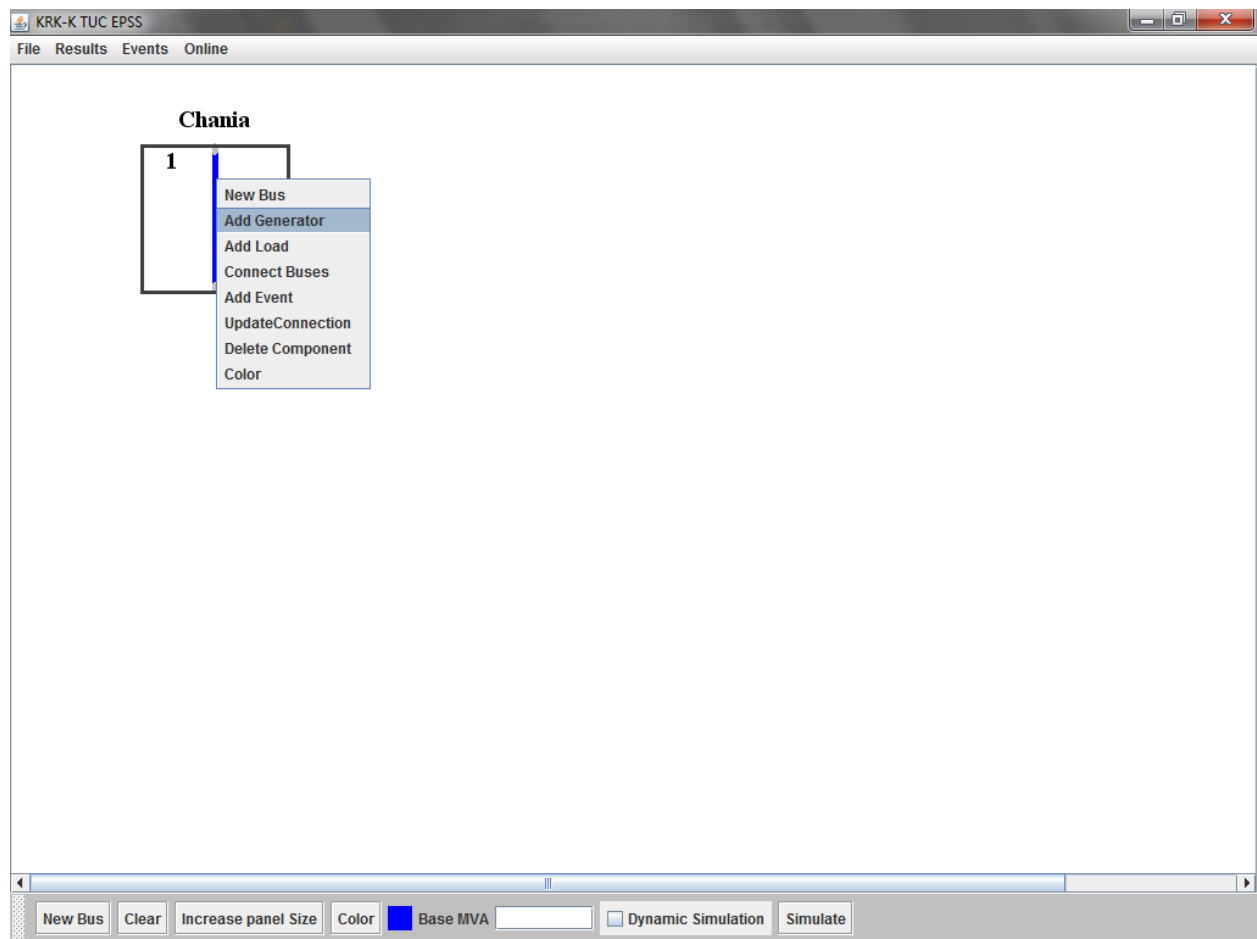 KRK-K TUC EPSS
File Results Events Online
Chania
1
New Bus
Add Generator
Add Load
Connect Buses
Add Event
UpdateConnection
Delete Component
Color
New Bus Clear Increase panel Size Color Base MVA Dynamic Simulation Simulate